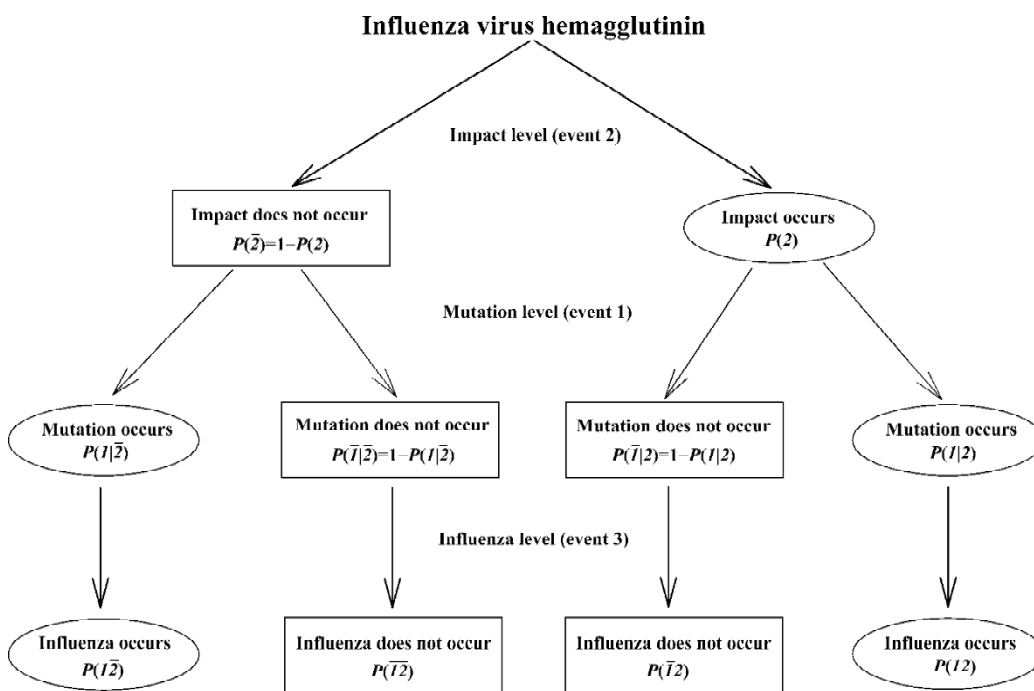 Influenza virus hemagglutinin
Impact level (event 2)
Impact does not occur
P(2̅)=1−P(2)
Impact occurs
P(2)
Mutation level (event 1)
Mutation occurs
P(1|2̅)
Mutation does not occur
P(1̅|2̅)=1−P(1|2̅)
Mutation does not occur
P(1̅|2)=1−P(1|2)
Mutation occurs
P(1|2)
Influenza level (event 3)
Influenza occurs
P(12̅)
Influenza does not occur
P(1̅2̅)
Influenza does not occur
P(1̅2)
Influenza occurs
P(12)